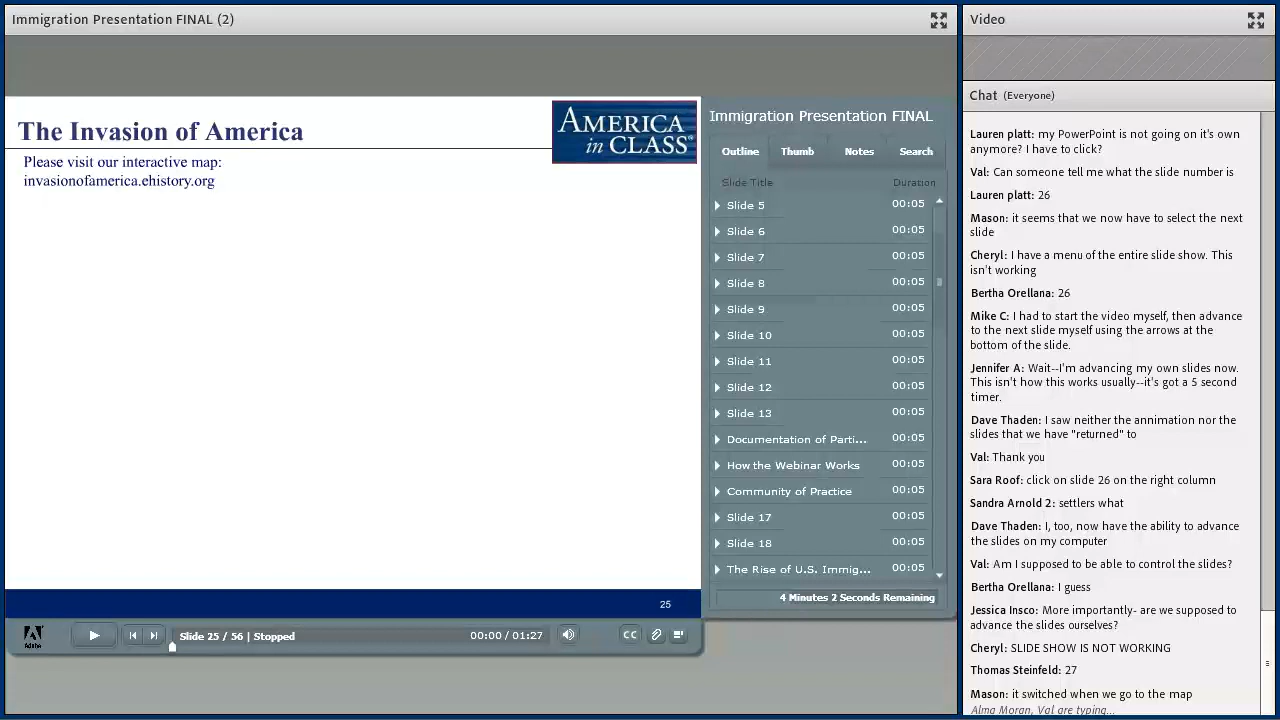 Immigration Presentation FINAL (2)
The Invasion of America
Please visit our interactive map:
invasionofamerica.ehistory.org
AMERICA
in CLASS®
25
Adobe
Slide 25 / 56 | Stopped
00:00 / 01:27
CC
Immigration Presentation FINAL
Outline Thumb Notes Search
Slide Title Duration
Slide 5 00:05
Slide 6 00:05
Slide 7 00:05
Slide 8 00:05
Slide 9 00:05
Slide 10 00:05
Slide 11 00:05
Slide 12 00:05
Slide 13 00:05
Documentation of Parti... 00:05
How the Webinar Works 00:05
Community of Practice 00:05
Slide 17 00:05
Slide 18 00:05
The Rise of U.S. Immig... 00:05
4 Minutes 2 Seconds Remaining
Video
Chat (Everyone)
Lauren platt: my PowerPoint is not going on it's own
anymore? I have to click?
Val: Can someone tell me what the slide number is
Lauren platt: 26
Mason: it seems that we now have to select the next
slide
Cheryl: I have a menu of the entire slide show. This
isn't working
Bertha Orellana: 26
Mike C: I had to start the video myself, then advance
to the next slide myself using the arrows at the
bottom of the slide.
Jennifer A: Wait--I'm advancing my own slides now.
This isn't how this works usually--it's got a 5 second
timer.
Dave Thaden: I saw neither the annimation nor the
slides that we have "returned" to
Val: Thank you
Sara Roof: click on slide 26 on the right column
Sandra Arnold 2: settlers what
Dave Thaden: I, too, now have the ability to advance
the slides on my computer
Val: Am I supposed to be able to control the slides?
Bertha Orellana: I guess
Jessica Insco: More importantly- are we supposed to
advance the slides ourselves?
Cheryl: SLIDE SHOW IS NOT WORKING
Thomas Steinfeld: 27
Mason: it switched when we go to the map
Alma Moran, Val are typing...